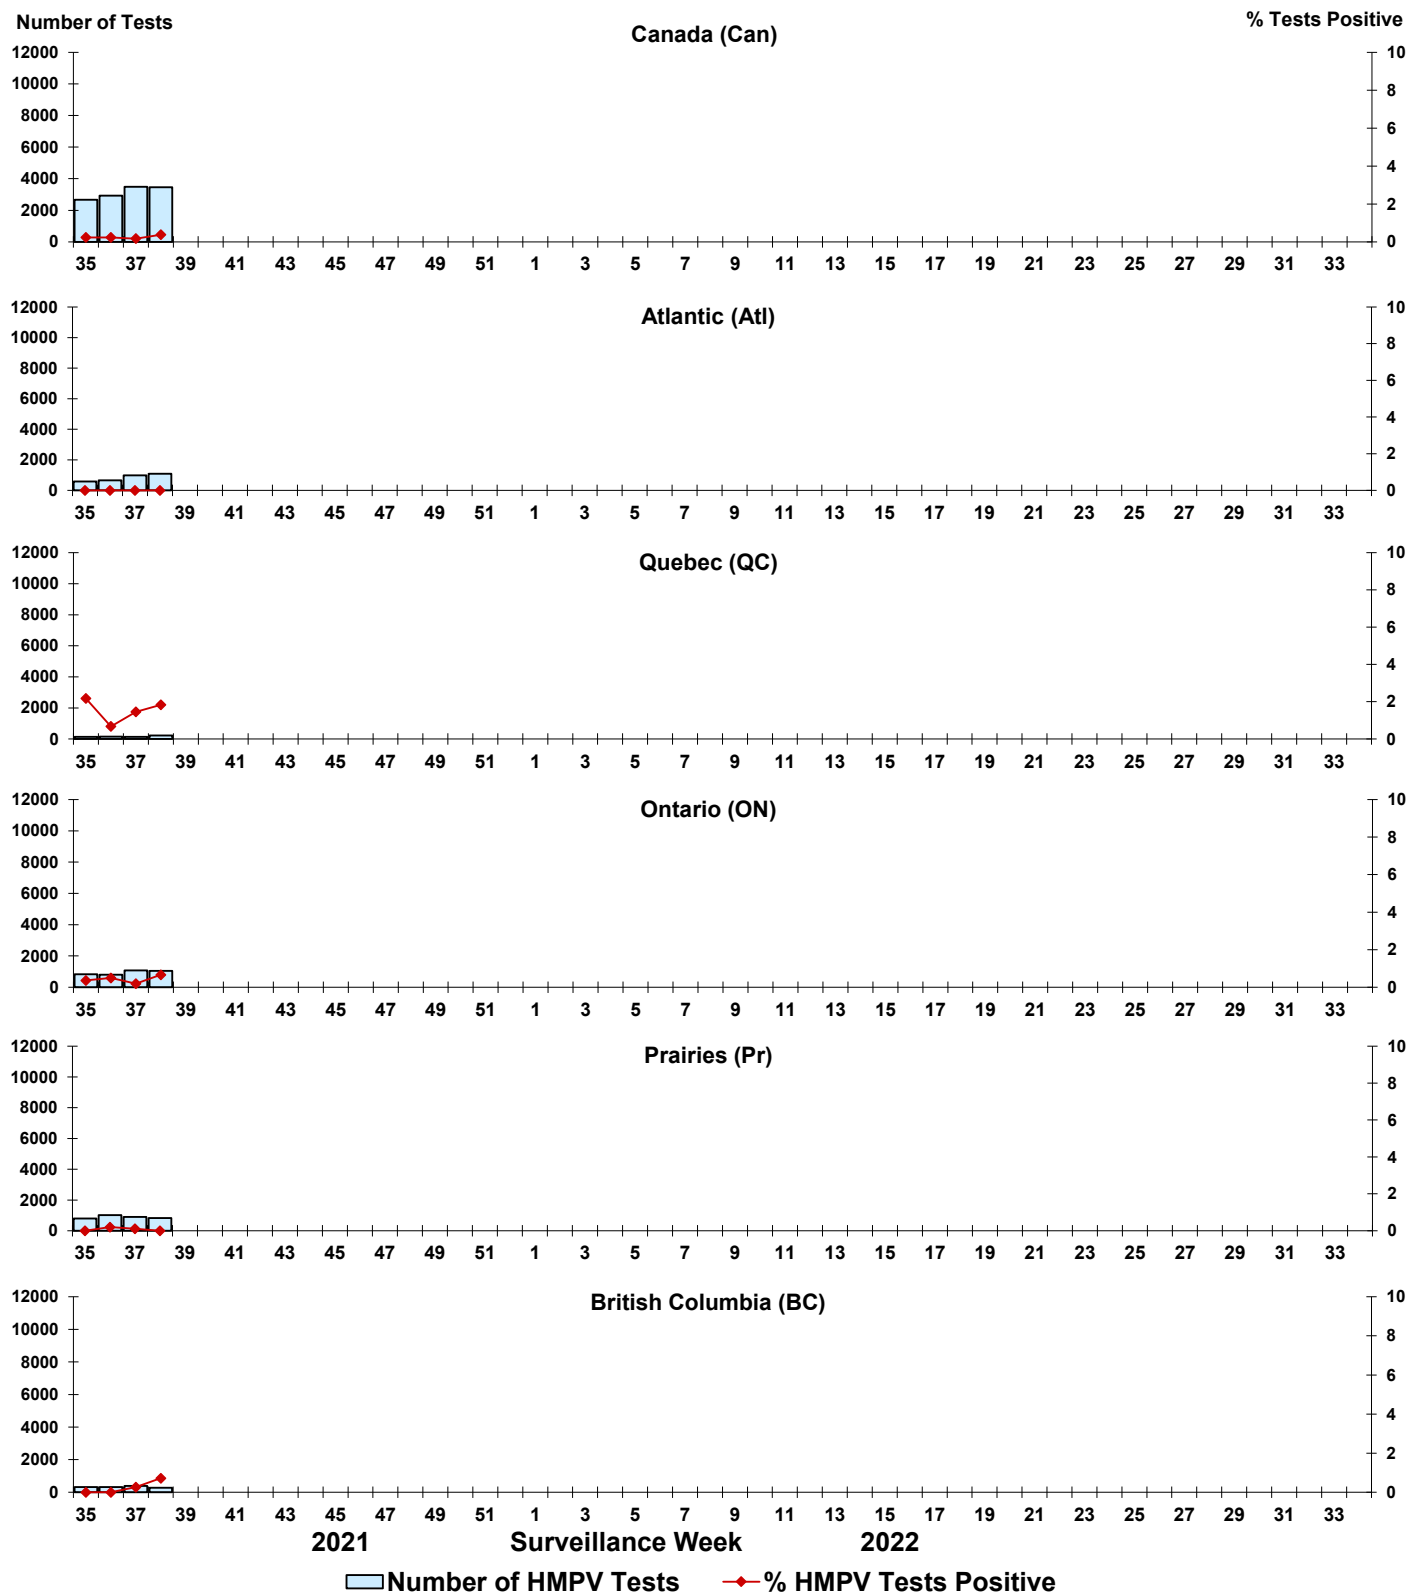 Number of Tests
% Tests Positive
Canada (Can)
12000 10
10000 8
8000 6
6000 4
4000 2
2000 0
0
35 37 39 41 43 45 47 49 51 1 3 5 7 9 11 13 15 17 19 21 23 25 27 29 31 33
Atlantic (Atl)
12000 10
10000 8
8000 6
6000 4
4000 2
2000 0
0
35 37 39 41 43 45 47 49 51 1 3 5 7 9 11 13 15 17 19 21 23 25 27 29 31 33
Quebec (QC)
12000 10
10000 8
8000 6
6000 4
4000 2
2000 0
0
35 37 39 41 43 45 47 49 51 1 3 5 7 9 11 13 15 17 19 21 23 25 27 29 31 33
Ontario (ON)
12000 10
10000 8
8000 6
6000 4
4000 2
2000 0
0
35 37 39 41 43 45 47 49 51 1 3 5 7 9 11 13 15 17 19 21 23 25 27 29 31 33
Prairies (Pr)
12000 10
10000 8
8000 6
6000 4
4000 2
2000 0
0
35 37 39 41 43 45 47 49 51 1 3 5 7 9 11 13 15 17 19 21 23 25 27 29 31 33
British Columbia (BC)
12000 10
10000 8
8000 6
6000 4
4000 2
2000 0
0
35 37 39 41 43 45 47 49 51 1 3 5 7 9 11 13 15 17 19 21 23 25 27 29 31 33
2021 Surveillance Week 2022
Number of HMPV Tests % HMPV Tests Positive